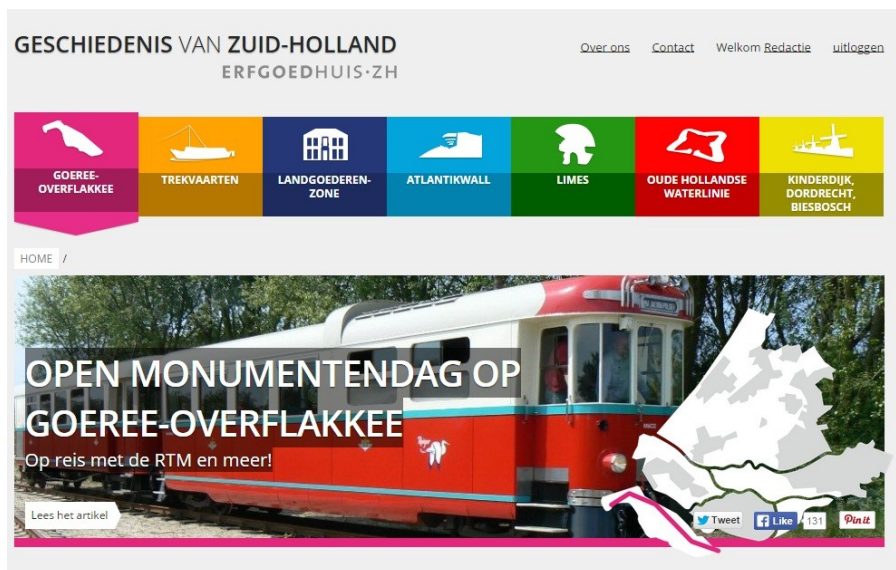 GESCHIEDENIS VAN ZUID-HOLLAND
ERFGOEDHUIS·ZH
Over ons Contact Welkom Redactie uitloggen
GOEREE-
OVERFLAKKEE
TREKVAARTEN
LANDGOEDEREN-
ZONE
ATLANTIKWALL
LIMES
OUDE HOLLANDSE
WATERLINIE
KINDERDIJK,
DORDRECHT,
BIESBOSCH
HOME /
OPEN MONUMENTENDAG OP
GOEREE-OVERFLAKKEE
Op reis met de RTM en meer!
Lees het artikel
Tweet
Like 131
Pin it